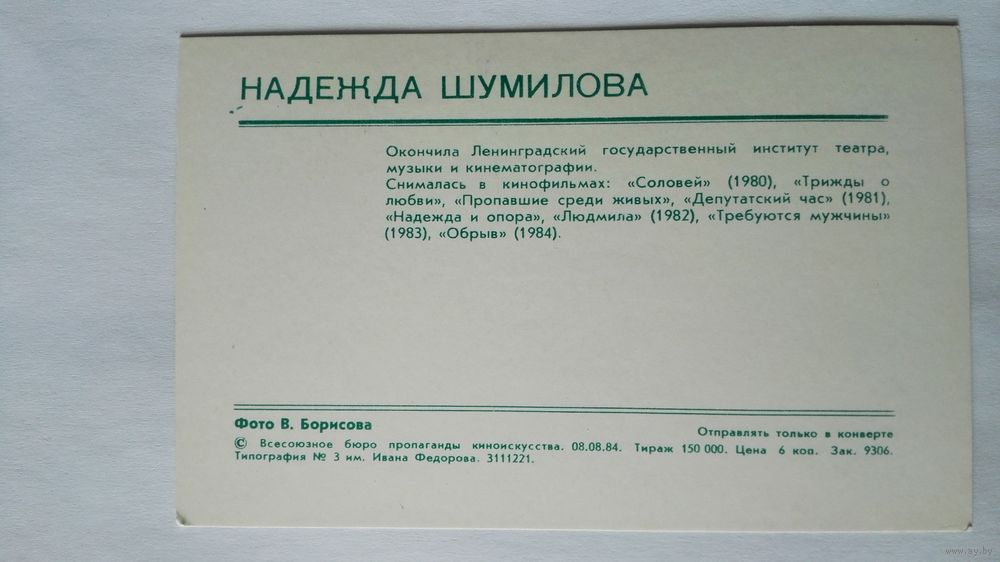 НАДЕЖДА ШУМИЛОВА
Окончила Ленинградский государственный институт театра,
музыки и кинематографии.
Снималась в кинофильмах: «Соловей» (1980), «Трижды о
любви», «Пропавшие среди живых», «Депутатский час» (1981),
«Надежда и опора», «Людмила» (1982), «Требуются мужчины»
(1983), «Обрыв» (1984).
Фото В. Борисова
Отправлять только в конверте
© Всесоюзное бюро пропаганды киноискусства. 08.08.84. Тираж 150 000. Цена 6 коп. Зак. 9306.
Типография № 3 им. Ивана Федорова. 3111221.
www.ay.by